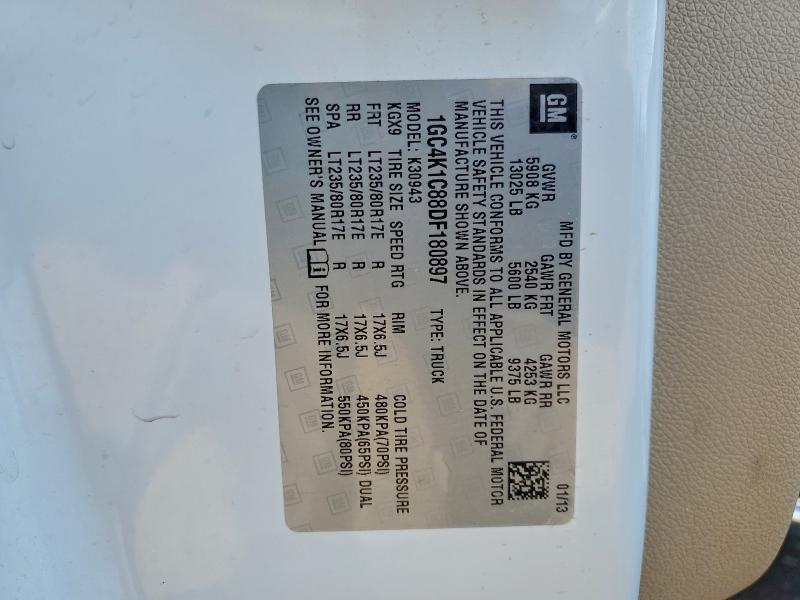 GM
MFD BY GENERAL MOTORS LLC 01/13
GVWR GAWR FRT GAWR RR
5908 KG 2540 KG 4253 KG
13025 LB 5600 LB 9375 LB
THIS VEHICLE CONFORMS TO ALL APPLICABLE U.S. FEDERAL MOTOR
VEHICLE SAFETY STANDARDS IN EFFECT ON THE DATE OF
MANUFACTURE SHOWN ABOVE.
1GC4K1C88DF180897 TYPE: TRUCK
MODEL: K30943
KGX9 TIRE SIZE SPEED RTG RIM COLD TIRE PRESSURE
FRT LT235/80R17E R 17X6.5J 480KPA(70PSI)
RR LT235/80R17E R 17X6.5J 450KPA(65PSI) DUAL
SPA LT235/80R17E R 17X6.5J 550KPA(80PSI)
SEE OWNER'S MANUAL FOR MORE INFORMATION.